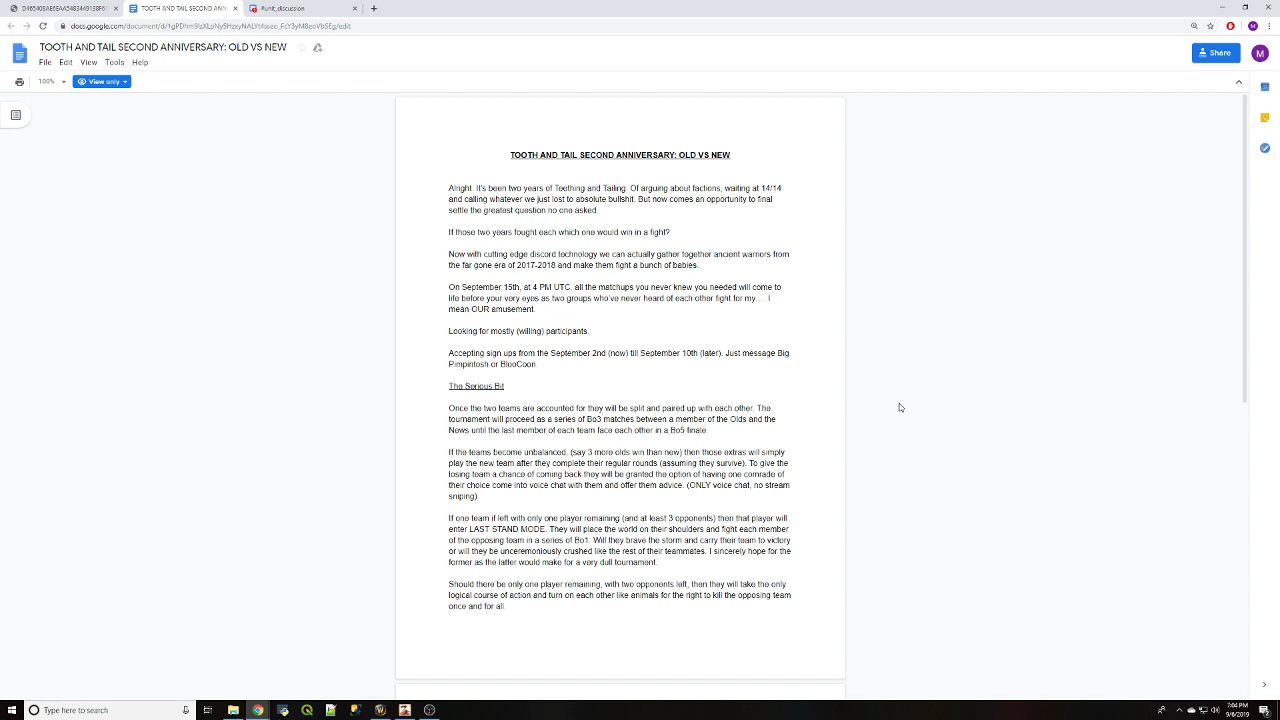 TOOTH AND TAIL SECOND ANN
#unit_discussion
TOOTH AND TAIL SECOND ANNIVERSARY: OLD VS NEW
Share
M
File Edit View Tools Help
100% View only
TOOTH AND TAIL SECOND ANNIVERSARY: OLD VS NEW
Alright. It's been two years of Teething and Tailing. Of arguing about factions, waiting at 14/14
and calling whatever we just lost to absolute bullshit. But now comes an opportunity to final
settle the greatest question no one asked.
If those two years fought each which one would win in a fight?
Now with cutting edge discord technology we can actually gather together ancient warriors from
the far gone era of 2017-2018 and make them fight a bunch of babies.
On September 15th, at 4 PM UTC, all the matchups you never knew you needed will come to
life before your very eyes as two groups who've never heard of each other fight for my…. I
mean OUR amusement.
Looking for mostly (willing) participants.
Accepting sign ups from the September 2nd (now) till September 10th (later). Just message Big
Pimpintosh or BlooCoon.
The Serious Bit
Once the two teams are accounted for they will be split and paired up with each other. The
tournament will proceed as a series of Bo3 matches between a member of the Olds and the
News until the last member of each team face each other in a Bo5 finale.
If the teams become unbalanced, (say 3 more olds win than new) then those extras will simply
play the new team after they complete their regular rounds (assuming they survive). To give the
losing team a chance of coming back they will be granted the option of having one comrade of
their choice come into voice chat with them and offer them advice. (ONLY voice chat, no stream
sniping)
If one team if left with only one player remaining (and at least 3 opponents) then that player will
enter LAST STAND MODE. They will place the world on their shoulders and fight each member
of the opposing team in a series of Bo1. Will they brave the storm and carry their team to victory
or will they be unceremoniously crushed like the rest of their teammates. I sincerely hope for the
former as the latter would make for a very dull tournament.
Should there be only one player remaining, with two opponents left, then they will take the only
logical course of action and turn on each other like animals for the right to kill the opposing team
once and for all.
Type here to search
7:04 PM
9/6/2019